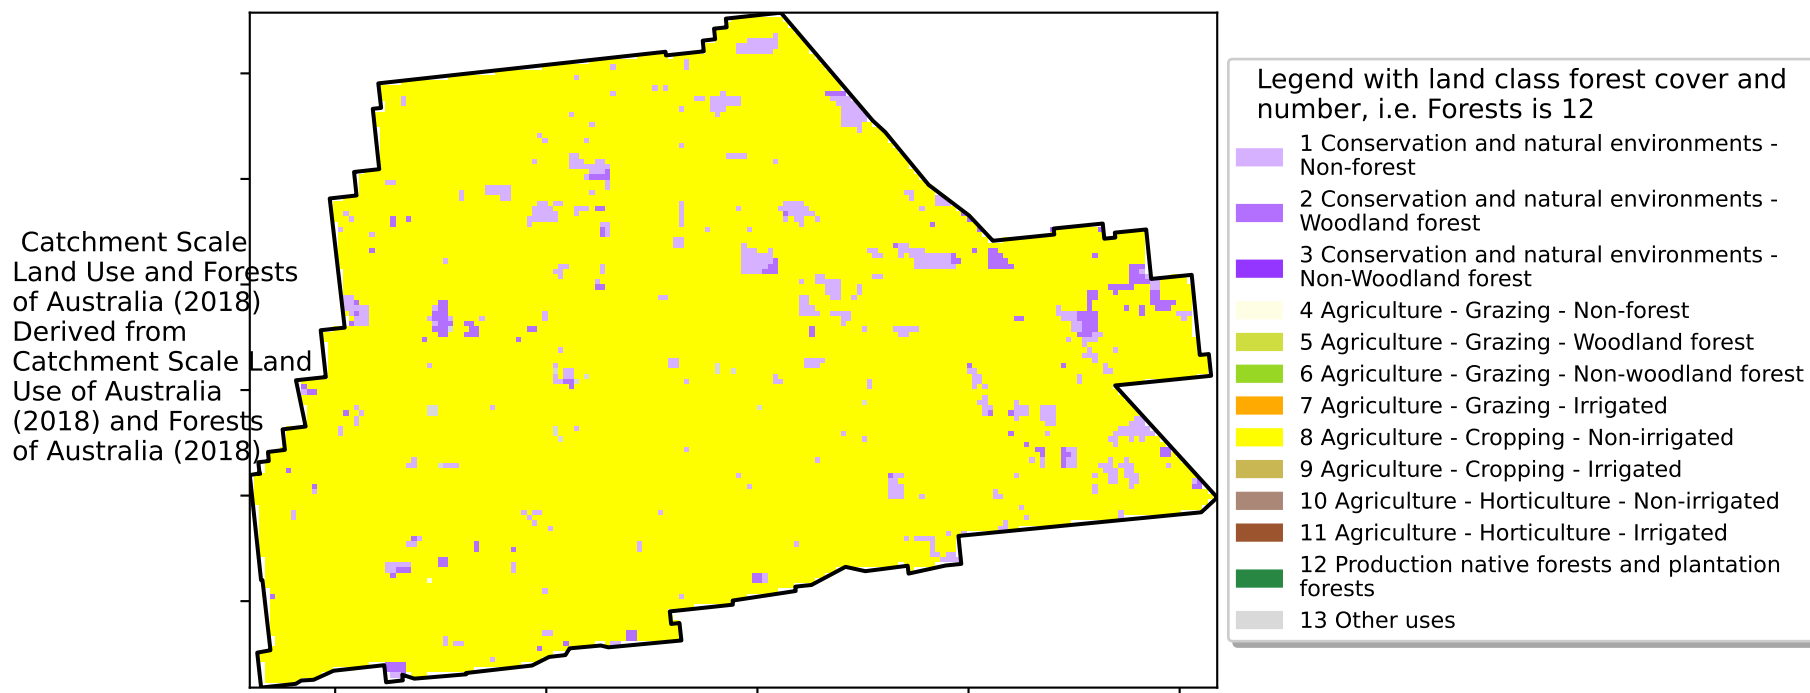 Catchment Scale
Land Use and Forests
of Australia (2018)
Derived from
Catchment Scale Land
Use of Australia
(2018) and Forests
of Australia (2018)
Legend with land class forest cover and
number, i.e. Forests is 12
1 Conservation and natural environments -
Non-forest
2 Conservation and natural environments -
Woodland forest
3 Conservation and natural environments -
Non-Woodland forest
4 Agriculture - Grazing - Non-forest
5 Agriculture - Grazing - Woodland forest
6 Agriculture - Grazing - Non-woodland forest
7 Agriculture - Grazing - Irrigated
8 Agriculture - Cropping - Non-irrigated
9 Agriculture - Cropping - Irrigated
10 Agriculture - Horticulture - Non-irrigated
11 Agriculture - Horticulture - Irrigated
12 Production native forests and plantation
forests
13 Other uses